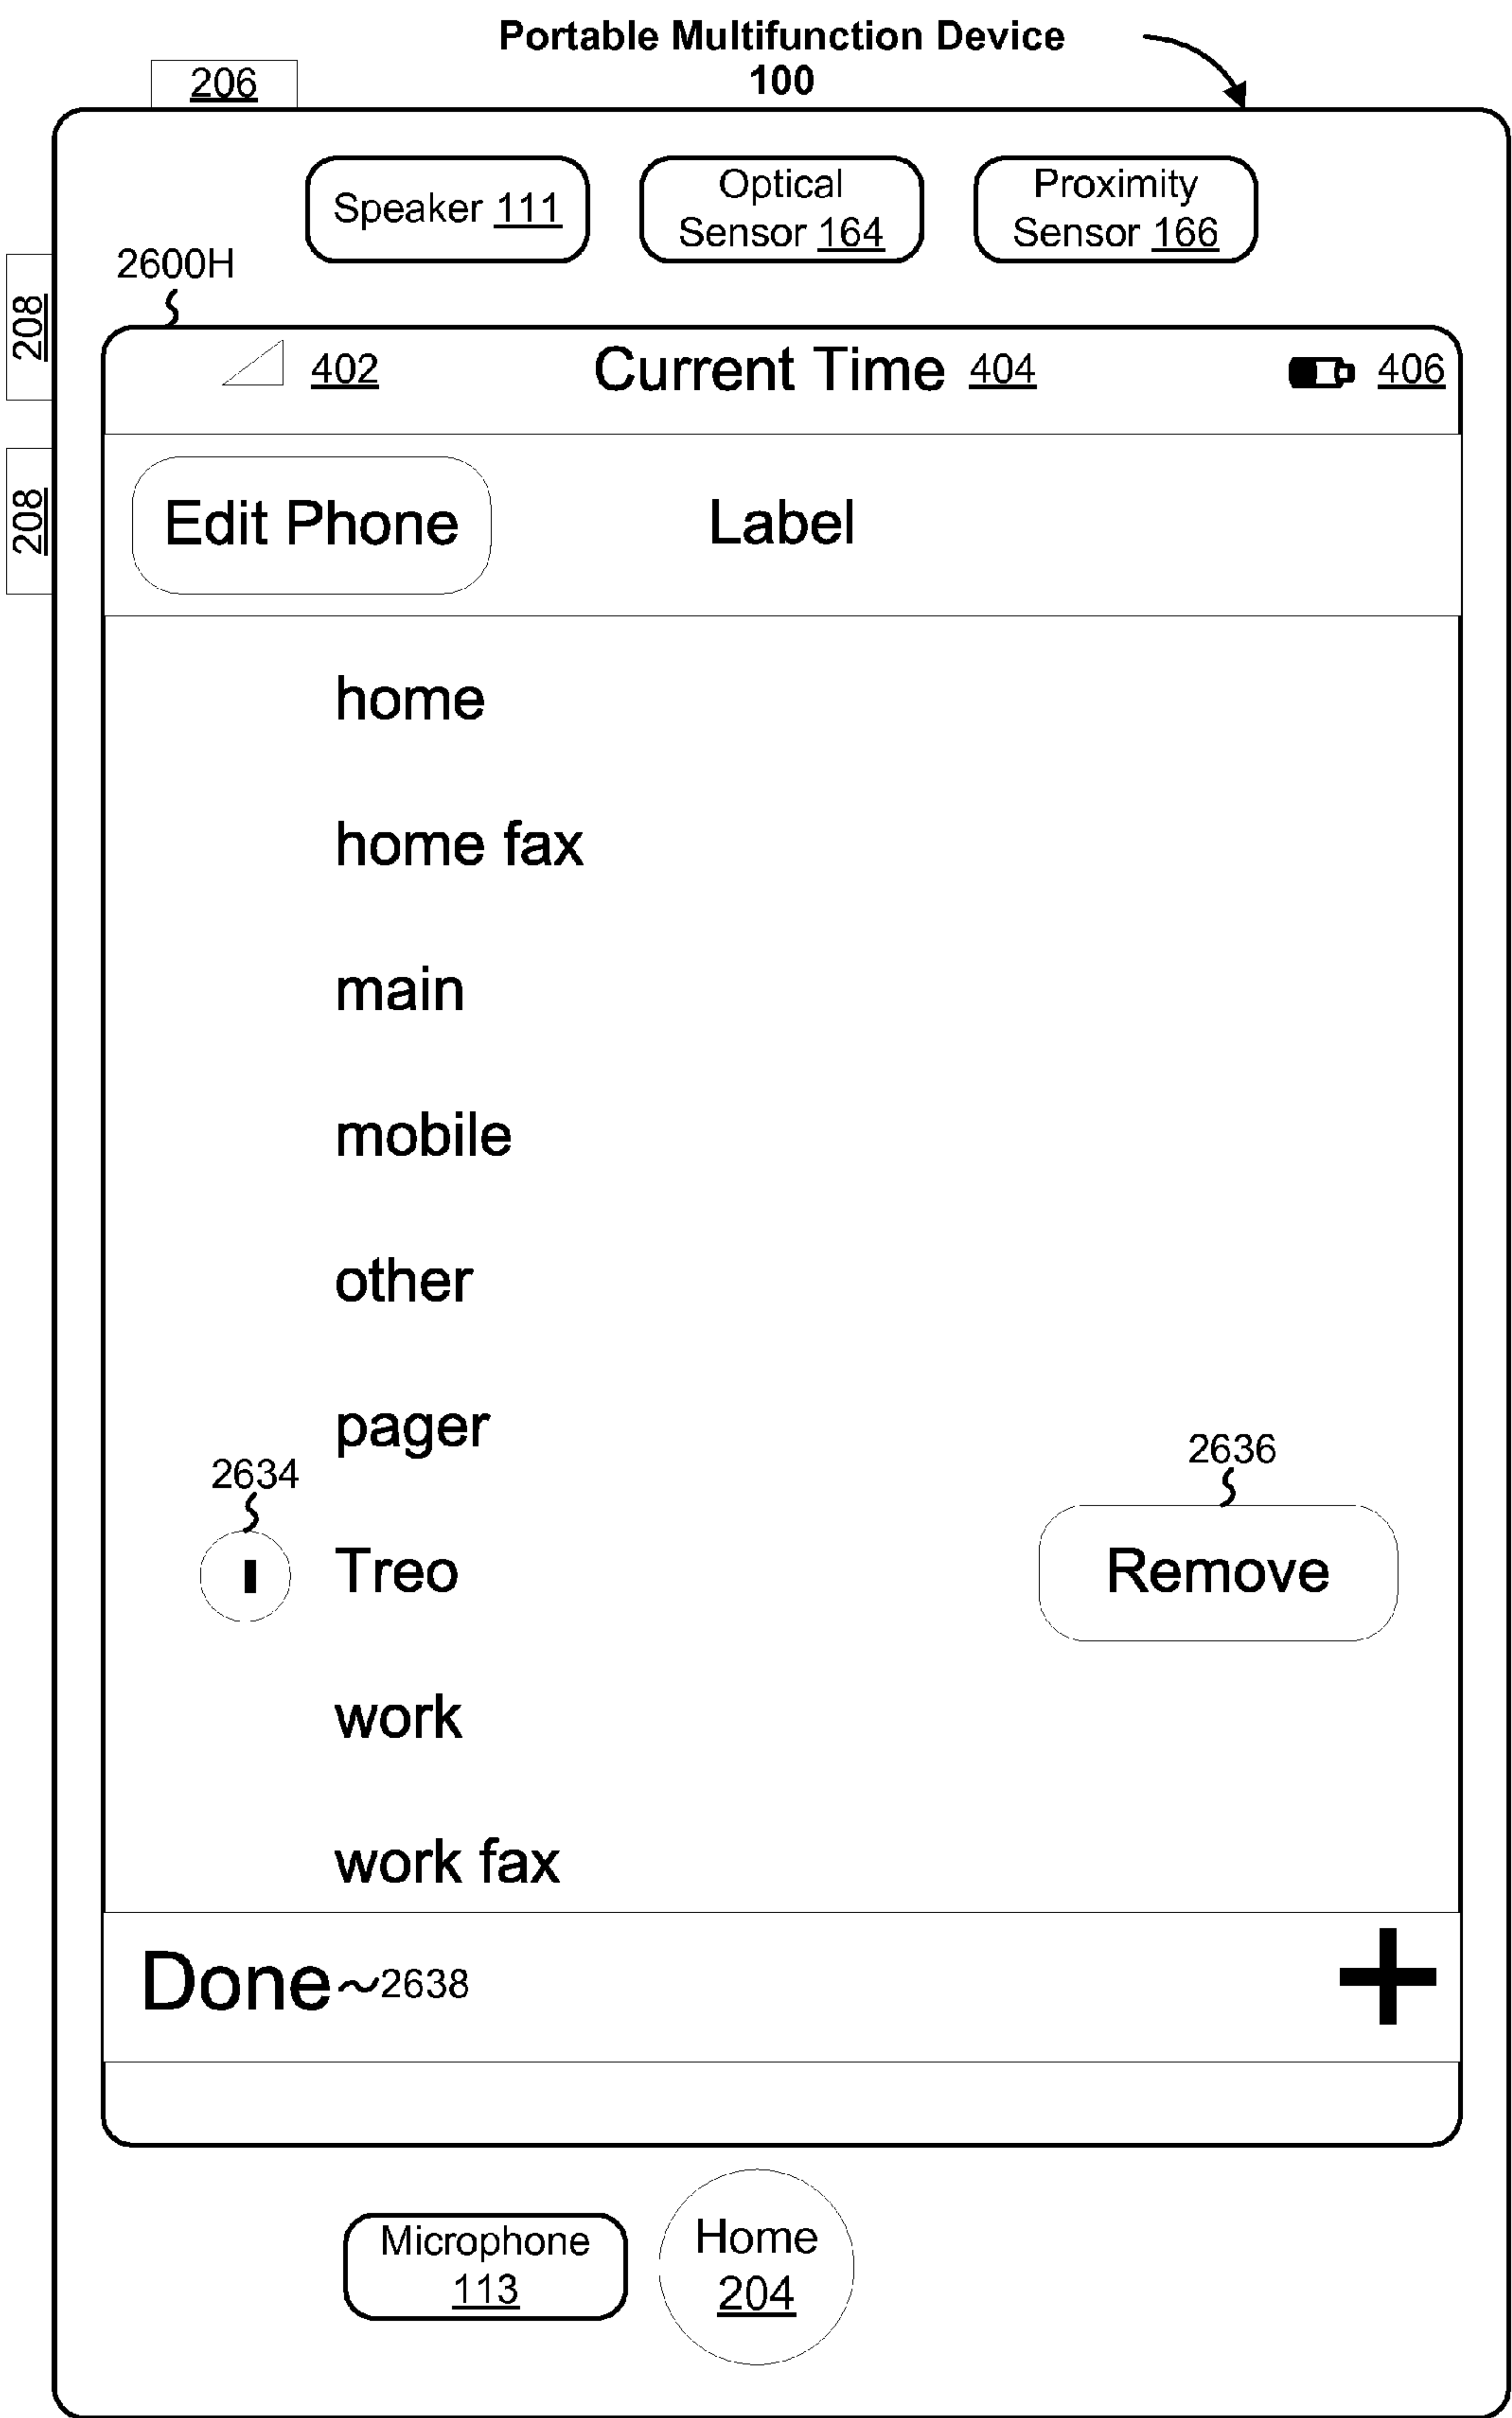 Portable Multifunction Device
100
206
Speaker 111
Optical
Sensor 164
Proximity
Sensor 166
2600H
208
208
402
Current Time 404
406
Edit Phone
Label
home
home fax
main
mobile
other
pager
2634
2636
Treo
Remove
work
work fax
Done
2638
Microphone
113
Home
204